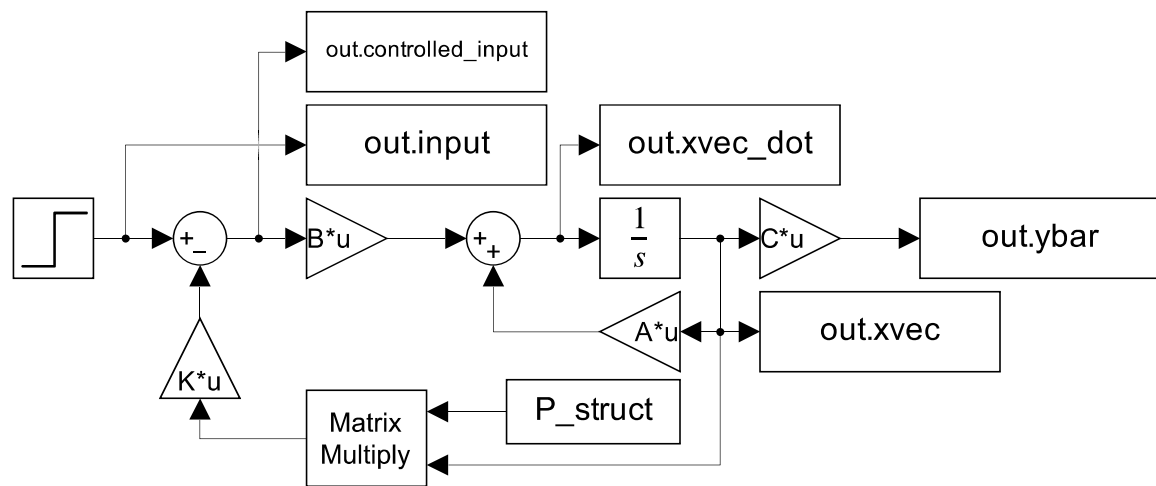 out.controlled_input
out.input
out.xvec_dot
+
−
B*u
+
+
1
s
C*u
out.ybar
A*u
out.xvec
K*u
P_struct
Matrix
Multiply